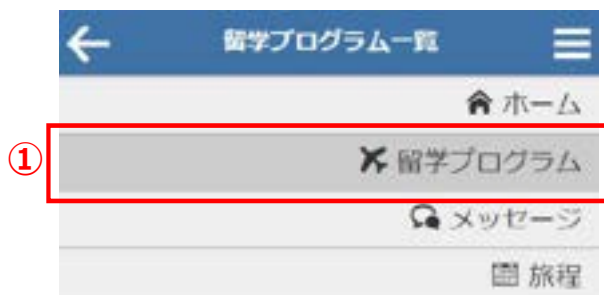 留学プログラム一覧
ホーム
①
留学プログラム
メッセージ
旅程